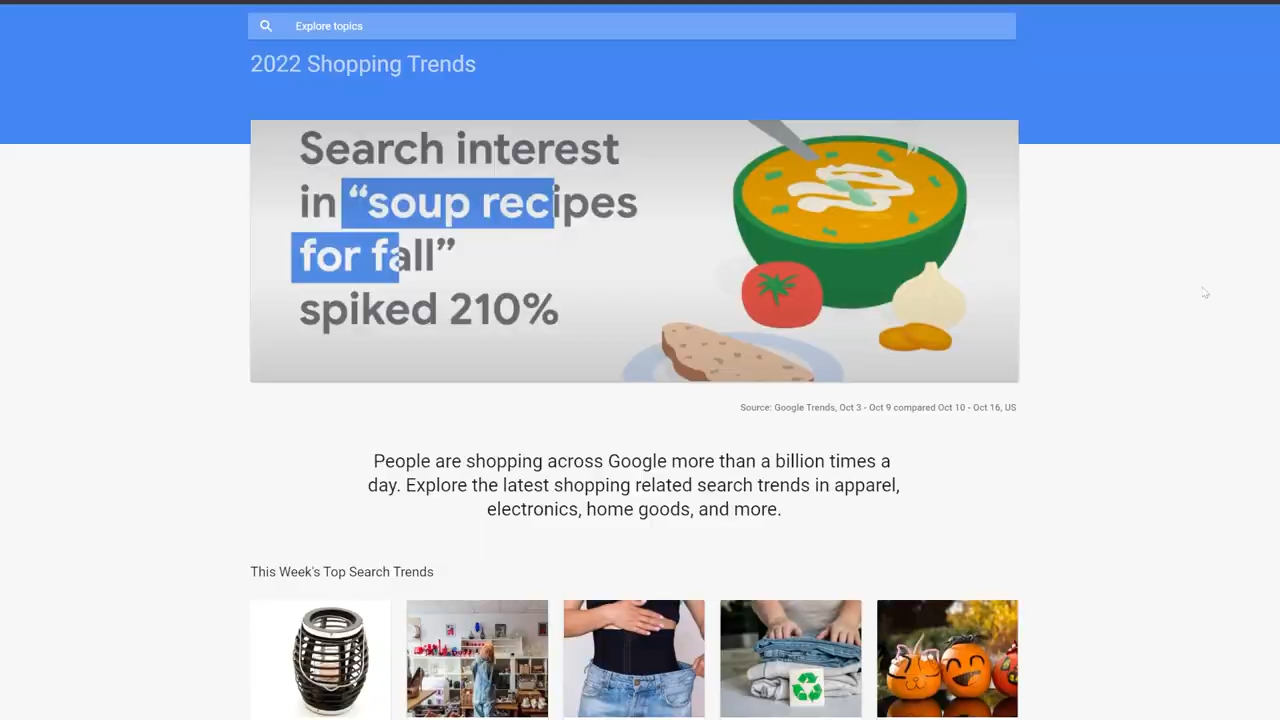 Explore topics
2022 Shopping Trends
Search interest
in “soup recipes
for fall”
spiked 210%
Source: Google Trends, Oct 3 - Oct 9 compared Oct 10 - Oct 16, US
People are shopping across Google more than a billion times a
day. Explore the latest shopping related search trends in apparel,
electronics, home goods, and more.
This Week's Top Search Trends